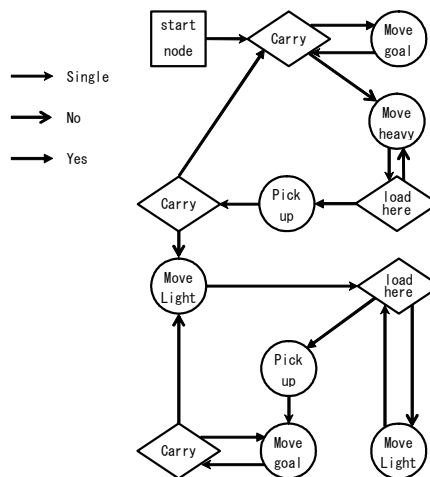 start
node
Carry
Move
goal
Single
No
Yes
Move
heavy
Carry
Pick
up
load
here
Move
Light
load
here
Pick
up
Carry
Move
goal
Move
Light